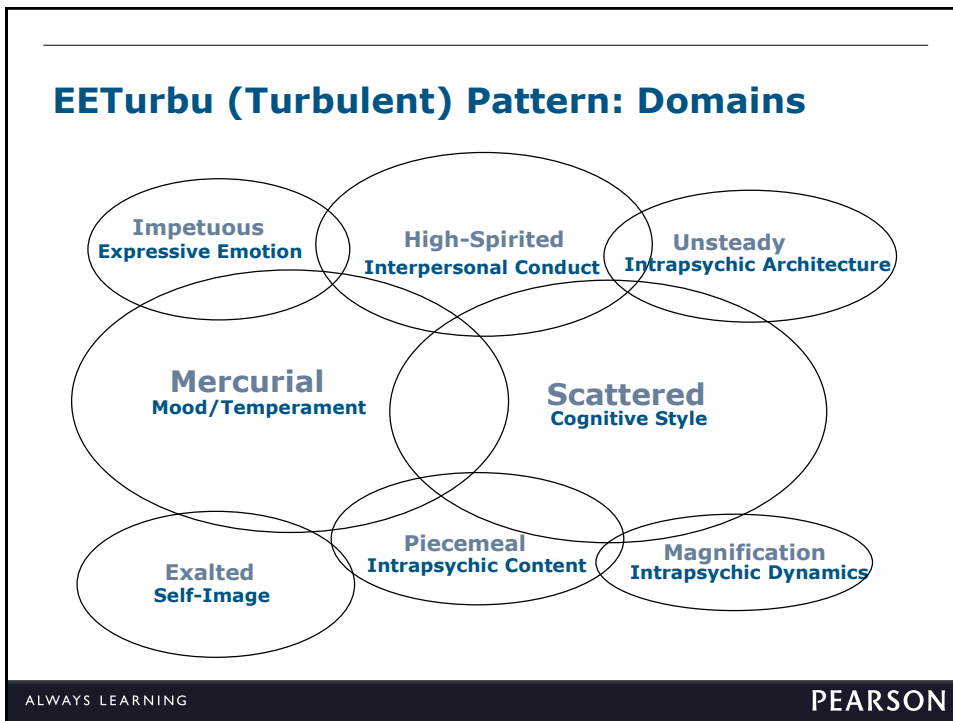 EETurbu (Turbulent) Pattern: Domains
Impetuous
Expressive Emotion
High-Spirited
Interpersonal Conduct
Unsteady
Intrapsychic Architecture
Mercurial
Mood/Temperament
Scattered
Cognitive Style
Exalted
Self-Image
Piecemeal
Intrapsychic Content
Magnification
Intrapsychic Dynamics
ALWAYS LEARNING
PEARSON